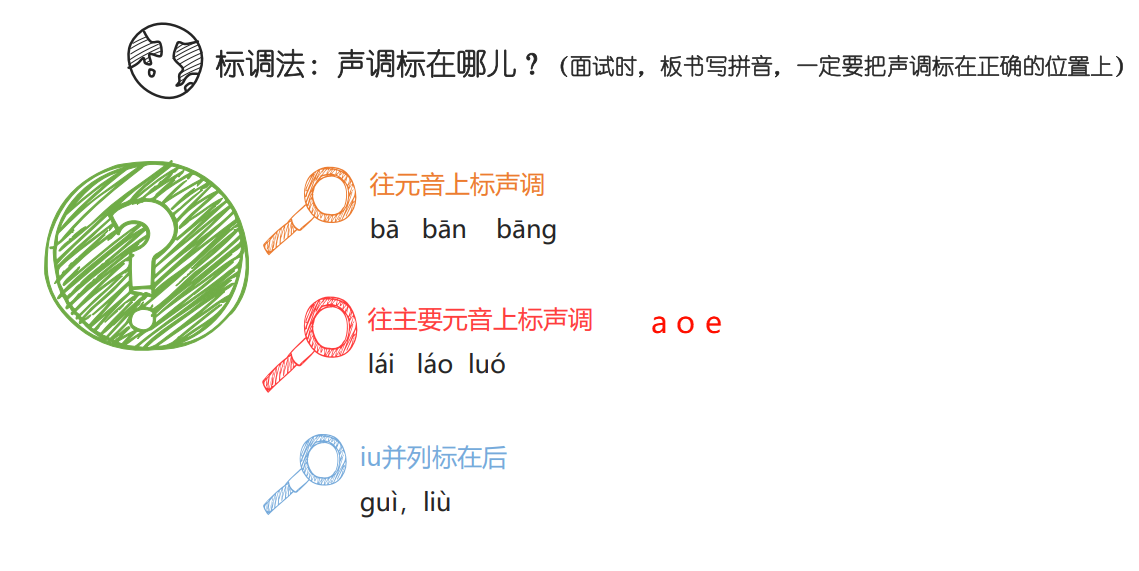 标调法：声调标在哪儿？（面试时，板书写拼音，一定要把声调标在正确的位置上）
往元音上标声调
bā bān bāng
往主要元音上标声调 a o e
lái láo luó
iu并列标在后
guì，liù